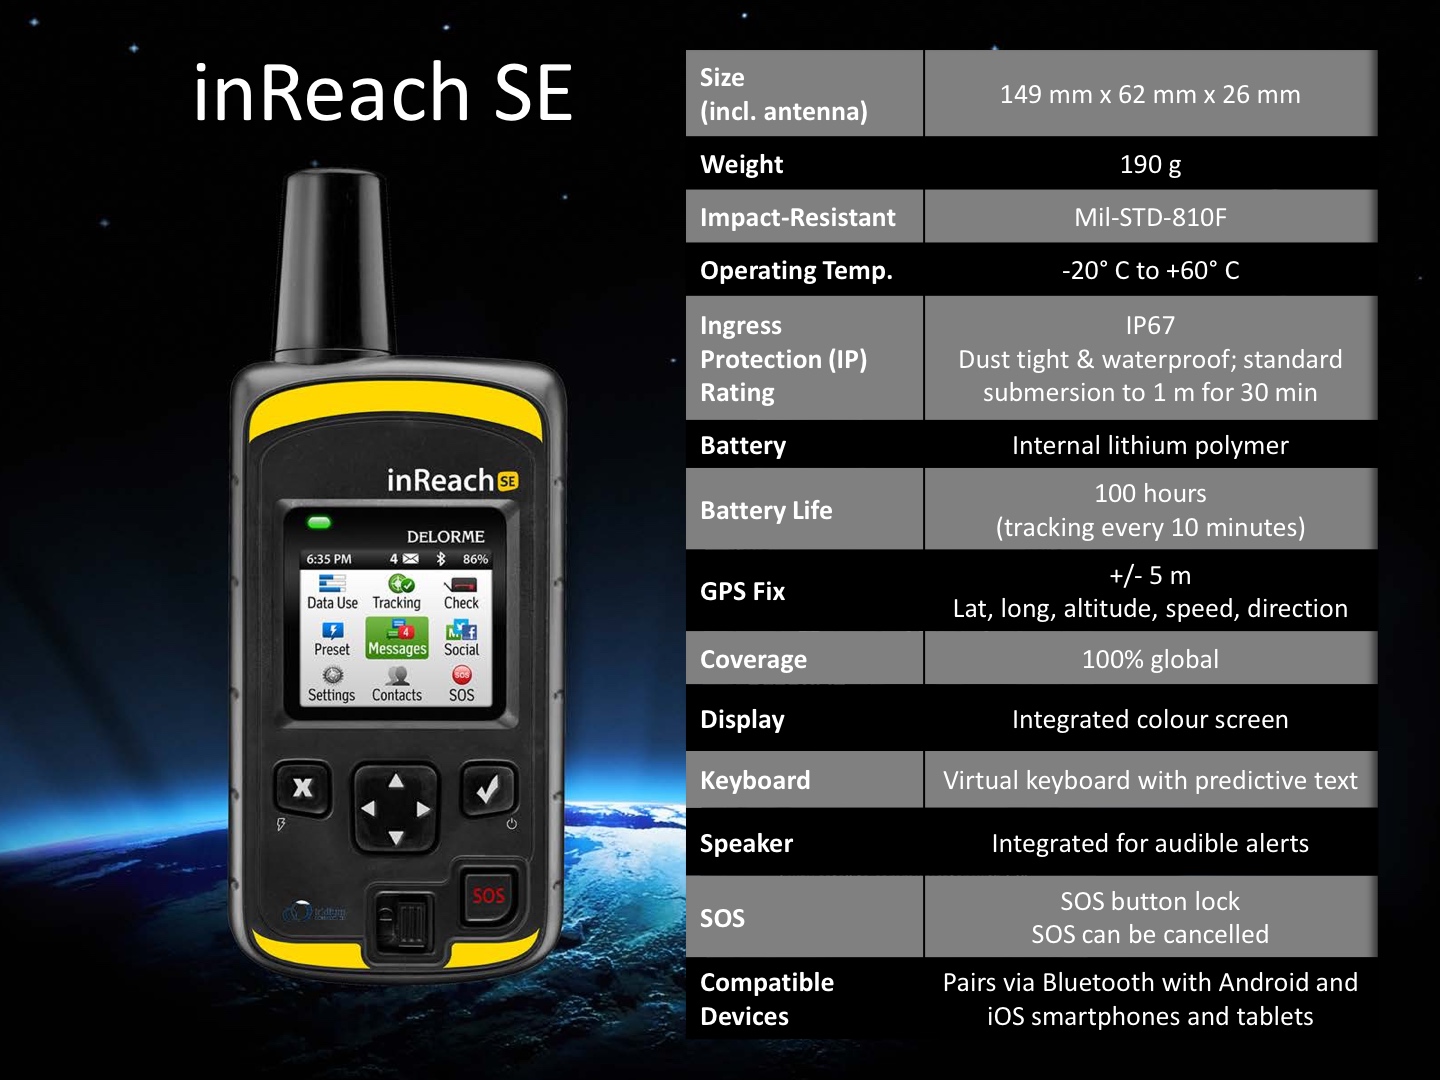 inReach SE
inReach SE
DELORME
6:35 PM 4 86%
Data Use Tracking Check
4
Preset Messages Social
SOS
Settings Contacts SOS
SOS
Size
(incl. antenna)
149 mm x 62 mm x 26 mm
Weight
190 g
Impact-Resistant
Mil-STD-810F
Operating Temp.
-20° C to +60° C
Ingress
Protection (IP)
Rating
IP67
Dust tight & waterproof; standard
submersion to 1 m for 30 min
Battery
Internal lithium polymer
Battery Life
100 hours
(tracking every 10 minutes)
GPS Fix
+/- 5 m
Lat, long, altitude, speed, direction
Coverage
100% global
Display
Integrated colour screen
Keyboard
Virtual keyboard with predictive text
Speaker
Integrated for audible alerts
SOS
SOS button lock
SOS can be cancelled
Compatible
Devices
Pairs via Bluetooth with Android and
iOS smartphones and tablets